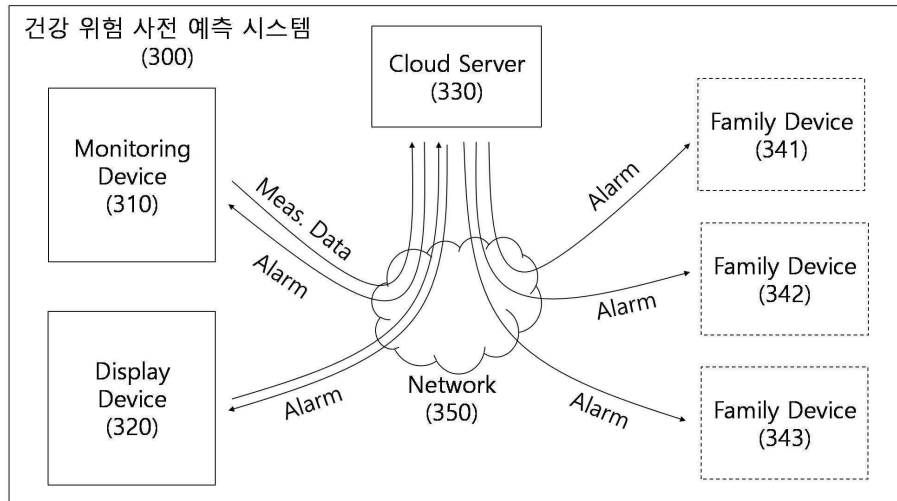 건강 위험 사전 예측 시스템
(300)
Cloud Server
(330)
Monitoring
Device
(310)
Family Device
(341)
Meas. Data
Alarm
Alarm
Family Device
(342)
Alarm
Display
Device
(320)
Alarm
Network
(350)
Alarm
Family Device
(343)